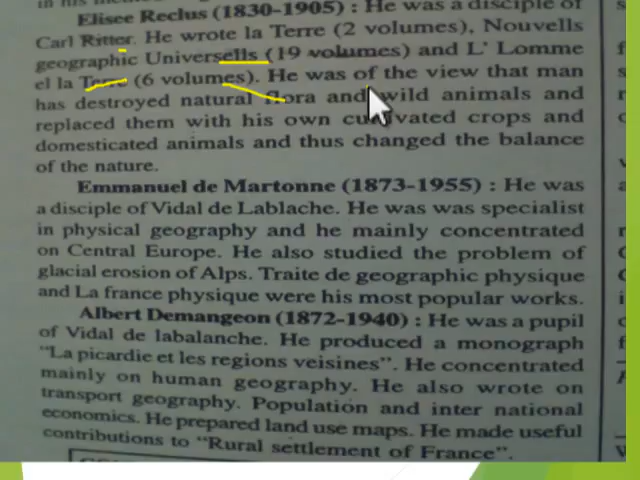 Elisee Reclus (1830-1905) : He was a disciple of
Carl Ritter. He wrote la Terre (2 volumes), Nouvells
geographic Universells (19 volumes) and L' Lomme
el la Terre (6 volumes). He was of the view that man
has destroyed natural flora and wild animals and
replaced them with his own cultivated crops and
domesticated animals and thus changed the balance
of the nature.
Emmanuel de Martonne (1873-1955) : He was
a disciple of Vidal de Lablache. He was was specialist
in physical geography and he mainly concentrated
on Central Europe. He also studied the problem of
glacial erosion of Alps. Traite de geographic physique
and La france physique were his most popular works.
Albert Demangeon (1872-1940) : He was a pupil
of Vidal de labalanche. He produced a monograph
"La picardie et les regions veisines". He concentrated
mainly on human geography. He also wrote on
transport geography. Population and inter national
economics. He prepared land use maps. He made useful
contributions to "Rural settlement of France".